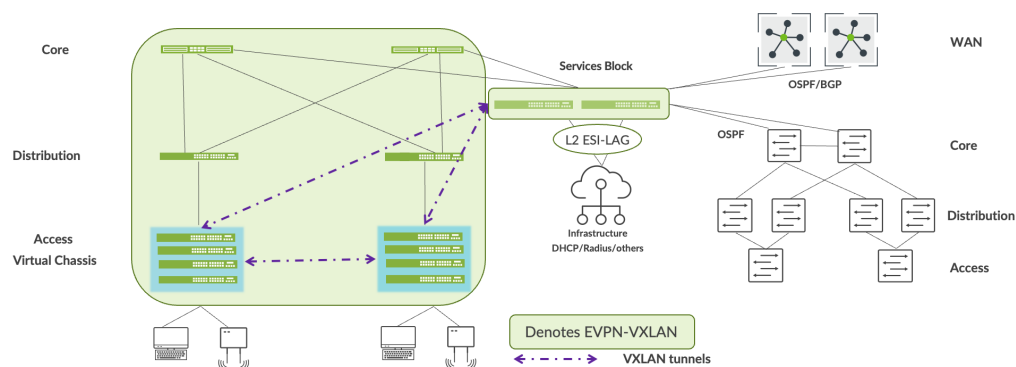 Core
Distribution
Access
Virtual Chassis
Services Block
L2 ESI-LAG
Infrastructure
DHCP/Radius/others
WAN
OSPF/BGP
OSPF
Core
Distribution
Access
Denotes EVPN-VXLAN
VXLAN tunnels